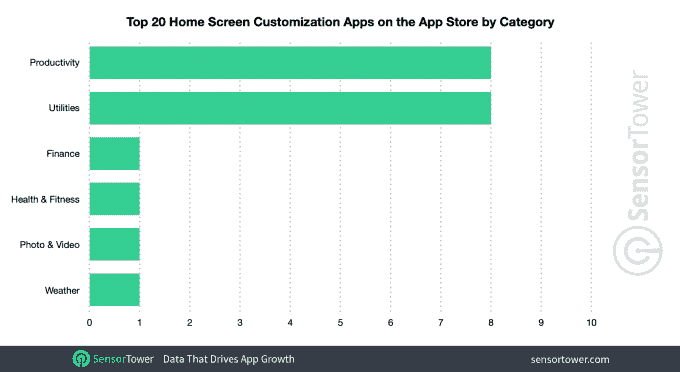 Top 20 Home Screen Customization Apps on the App Store by Category
Productivity
Utilities
Finance
Health & Fitness
Photo & Video
Weather
0 1 2 3 4 5 6 7 8 9 10
SensorTower
SensorTower Data That Drives App Growth sensortower.com